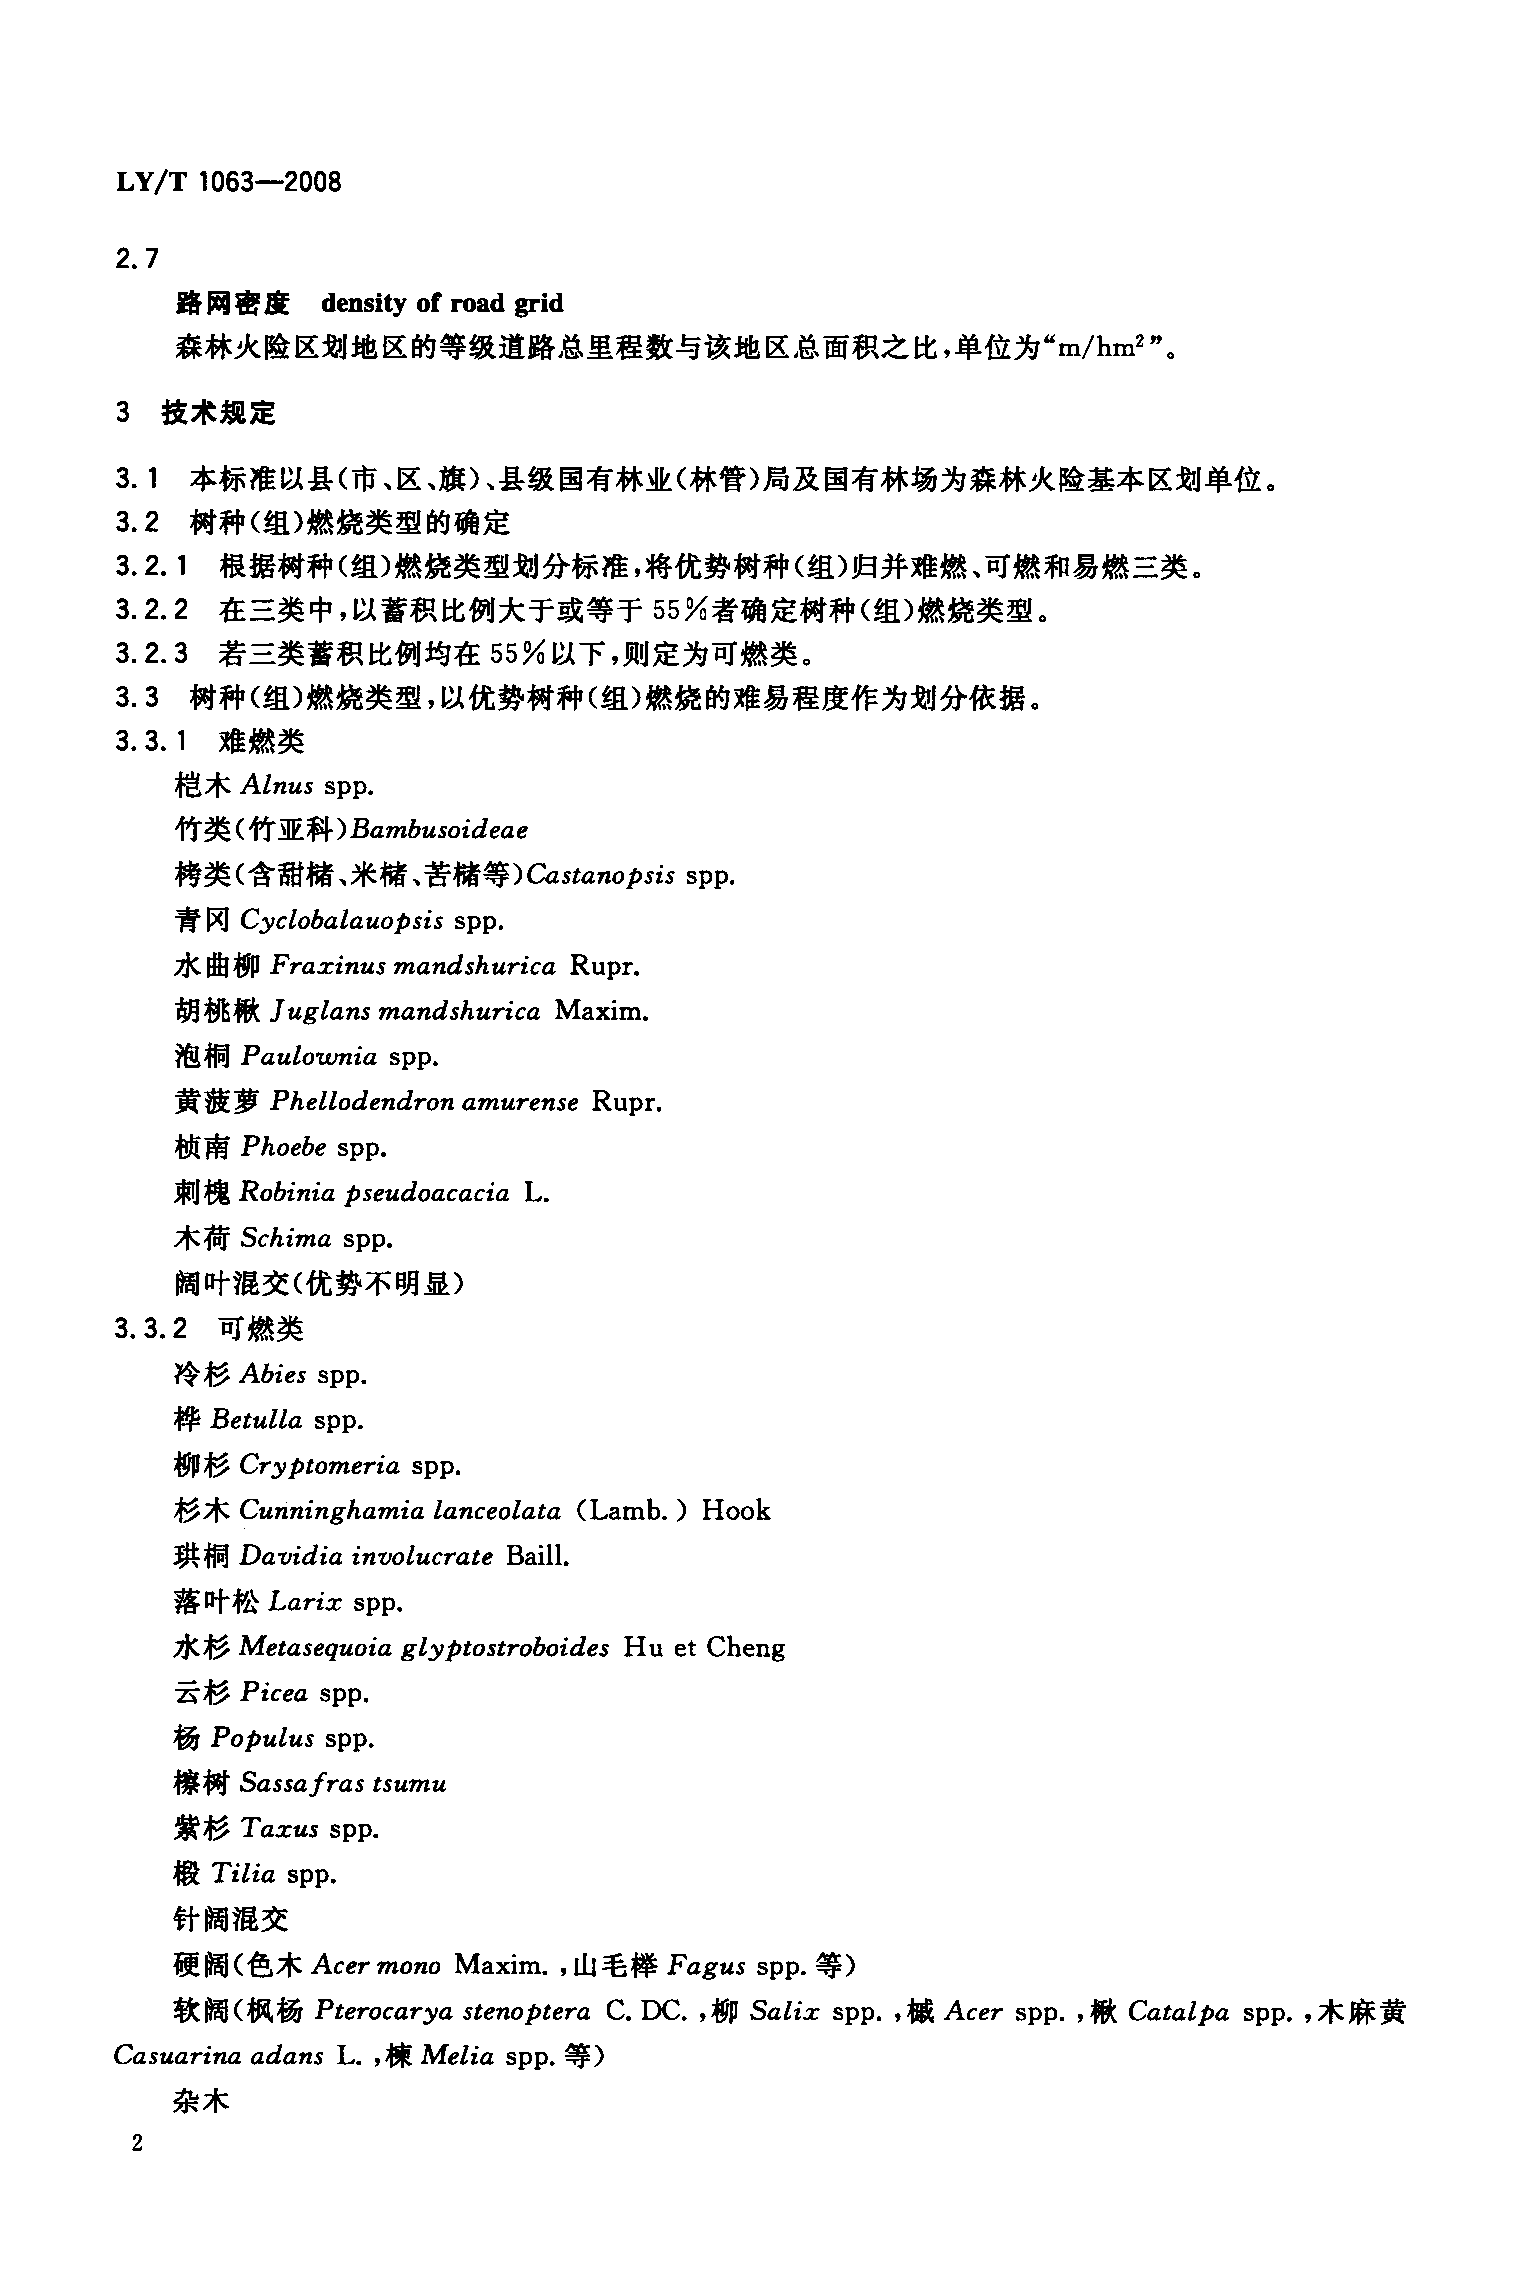 LY/T 1063—2008
2.7
路网密度 density of road grid
森林火险区划地区的等级道路总里程数与该地区总面积之比,单位为“m/hm²”。
3 技术规定
3.1 本标准以县(市、区、旗)、县级国有林业(林管)局及国有林场为森林火险基本区划单位。
3.2 树种(组)燃烧类型的确定
3.2.1 根据树种(组)燃烧类型划分标准,将优势树种(组)归并难燃、可燃和易燃三类。
3.2.2 在三类中,以蓄积比例大于或等于55%者确定树种(组)燃烧类型。
3.2.3 若三类蓄积比例均在55%以下,则定为可燃类。
3.3 树种(组)燃烧类型,以优势树种(组)燃烧的难易程度作为划分依据。
3.3.1 难燃类
桤木 Alnus spp.
竹类(竹亚科)Bambusoideae
栲类(含甜槠、米槠、苦槠等)Castanopsis spp.
青冈 Cyclobalauopsis spp.
水曲柳 Fraxinus mandshurica Rupr.
胡桃楸 Juglans mandshurica Maxim.
泡桐 Paulownia spp.
黄菠萝 Phellodendron amurense Rupr.
桢南 Phoebe spp.
刺槐 Robinia pseudoacacia L.
木荷 Schima spp.
阔叶混交(优势不明显)
3.3.2 可燃类
冷杉 Abies spp.
桦 Betulla spp.
柳杉 Cryptomeria spp.
杉木 Cunninghamia lanceolata (Lamb.) Hook
珙桐 Davidia involucrate Baill.
落叶松 Larix spp.
水杉 Metasequoia glyptostroboides Hu et Cheng
云杉 Picea spp.
杨 Populus spp.
檫树 Sassafras tsumu
紫杉 Taxus spp.
椴 Tilia spp.
针阔混交
硬阔(色木 Acer mono Maxim.,山毛榉 Fagus spp.等)
软阔(枫杨 Pterocarya stenoptera C. DC.,柳 Salix spp.,槭 Acer spp.,楸 Catalpa spp.,木麻黄
Casuarina adans L.,楝 Melia spp.等)
杂木
2